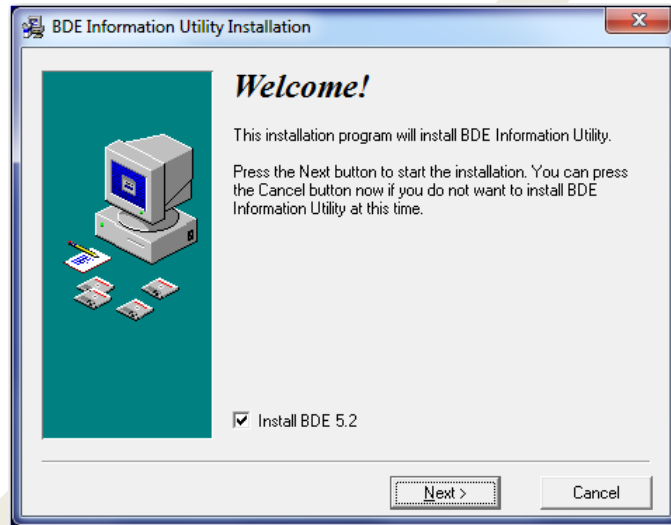 BDE Information Utility Installation
Welcome!
This installation program will install BDE Information Utility.
Press the Next button to start the installation. You can press
the Cancel button now if you do not want to install BDE
Information Utility at this time.
Install BDE 5.2
Next >
Cancel